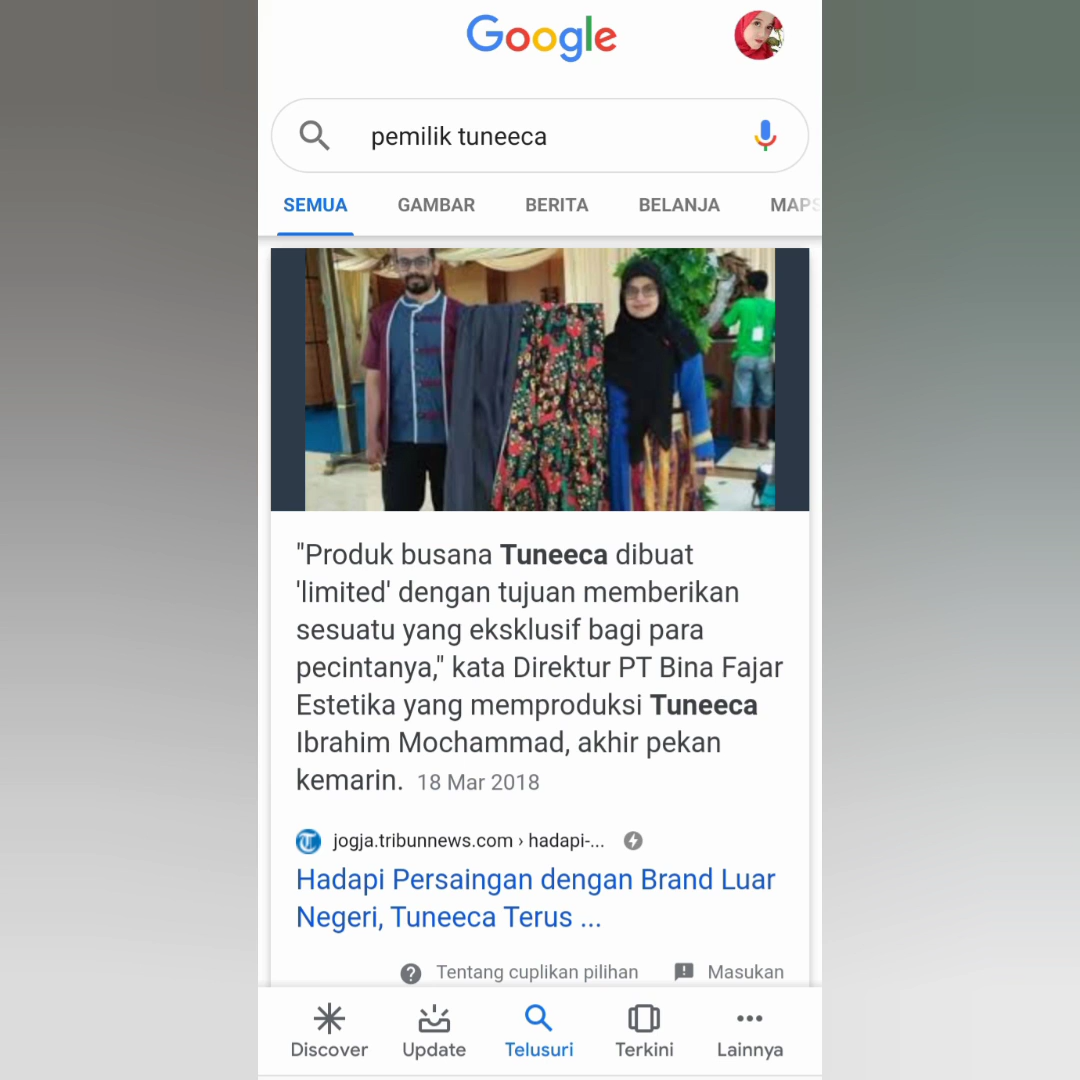 Google
pemilik tuneeca
SEMUA GAMBAR BERITA BELANJA MAPS
"Produk busana Tuneeca dibuat
'limited' dengan tujuan memberikan
sesuatu yang eksklusif bagi para
pecintanya," kata Direktur PT Bina Fajar
Estetika yang memproduksi Tuneeca
Ibrahim Mochammad, akhir pekan
kemarin. 18 Mar 2018
jogja.tribunnews.com › hadapi-...
Hadapi Persaingan dengan Brand Luar
Negeri, Tuneeca Terus ...
Tentang cuplikan pilihan Masukan
Discover Update Telusuri Terkini Lainnya